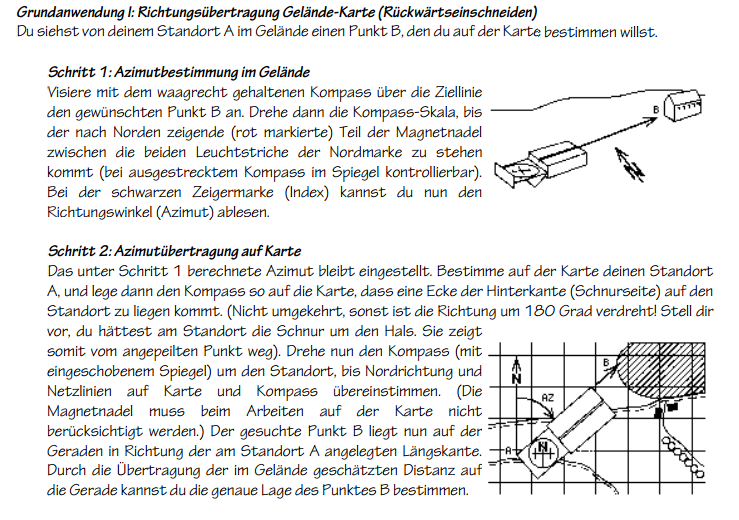 Grundanwendung I: Richtungsübertragung Gelände-Karte (Rückwärtseinschneiden)
Du siehst von deinem Standort A im Gelände einen Punkt B, den du auf der Karte bestimmen willst.
Schritt 1: Azimutbestimmung im Gelände
Visiere mit dem waagrecht gehaltenen Kompass über die Ziellinie
den gewünschten Punkt B an. Drehe dann die Kompass-Skala, bis
der nach Norden zeigende (rot markierte) Teil der Magnetnadel
zwischen die beiden Leuchtstriche der Nordmarke zu stehen
kommt (bei ausgestrecktem Kompass im Spiegel kontrollierbar).
Bei der schwarzen Zeigermarke (Index) kannst du nun den
Richtungswinkel (Azimut) ablesen.
B
N
Schritt 2: Azimutübertragung auf Karte
Das unter Schritt 1 berechnete Azimut bleibt eingestellt. Bestimme auf der Karte deinen Standort
A, und lege dann den Kompass so auf die Karte, dass eine Ecke der Hinterkante (Schnurseite) auf den
Standort zu liegen kommt. (Nicht umgekehrt, sonst ist die Richtung um 180 Grad verdreht! Stell dir
vor, du hättest am Standort die Schnur um den Hals. Sie zeigt
somit vom angepeilten Punkt weg). Drehe nun den Kompass (mit
eingeschobenem Spiegel) um den Standort, bis Nordrichtung und
Netzlinien auf Karte und Kompass übereinstimmen. (Die
Magnetnadel muss beim Arbeiten auf der Karte nicht
berücksichtigt werden.) Der gesuchte Punkt B liegt nun auf der
Geraden in Richtung der am Standort A angelegten Längskante.
Durch die Übertragung der im Gelände geschätzten Distanz auf
die Gerade kannst du die genaue Lage des Punktes B bestimmen.
B
N
AZ
A
N